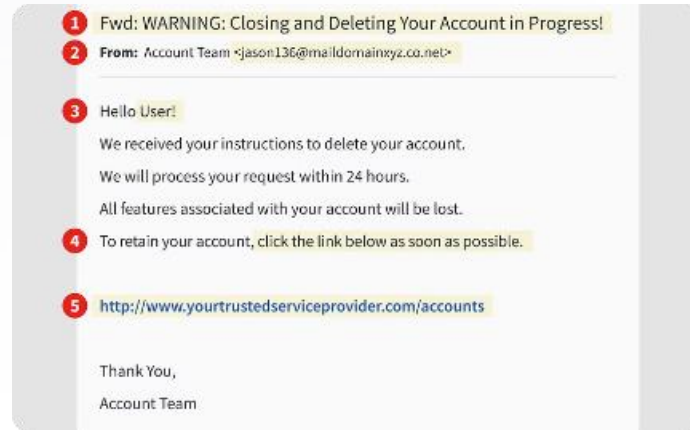 1 Fwd: WARNING: Closing and Deleting Your Account in Progress!
2 From: Account Team <jason136@maildomainxyz.co.net>
3 Hello User!
We received your instructions to delete your account.
We will process your request within 24 hours.
All features associated with your account will be lost.
4 To retain your account, click the link below as soon as possible.
5 http://www.yourtrustedserviceprovider.com/accounts
Thank You,
Account Team